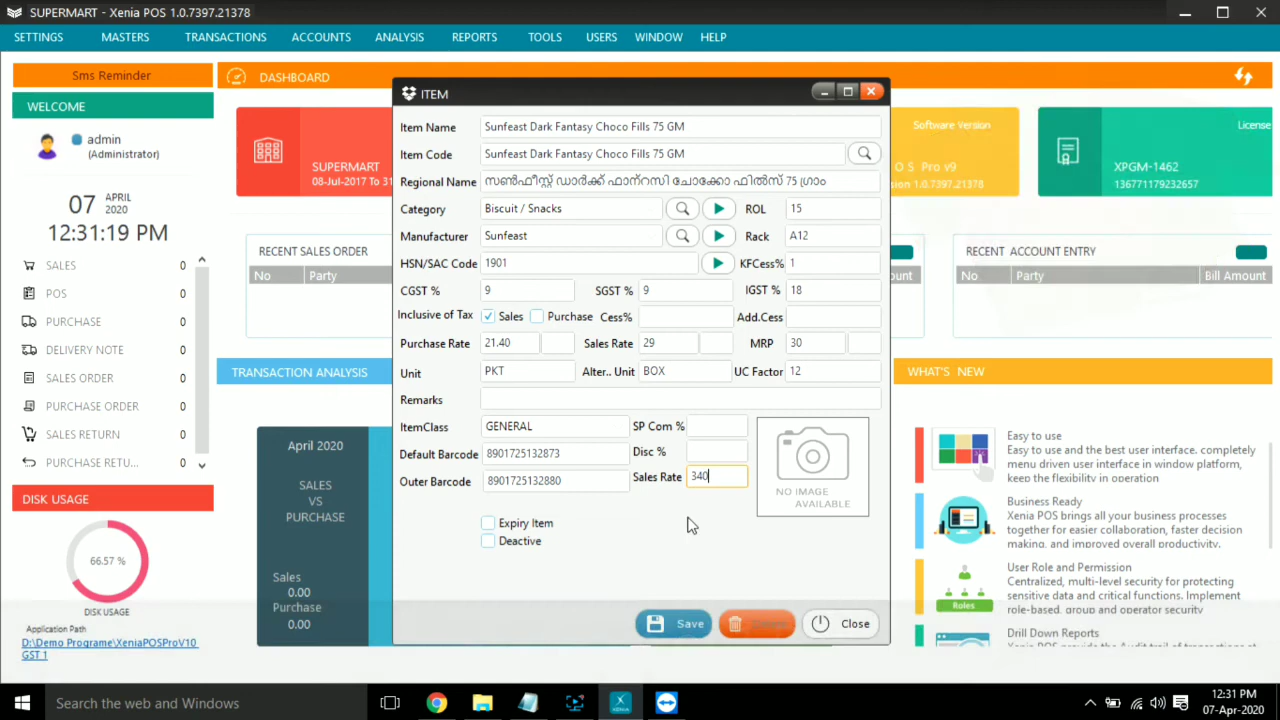 SUPERMART - Xenia POS 1.0.7397.21378
SETTINGS MASTERS TRANSACTIONS ACCOUNTS ANALYSIS REPORTS TOOLS USERS WINDOW HELP
Sms Reminder
DASHBOARD
WELCOME
admin
(Administrator)
07 APRIL 2020
12:31:19 PM
SALES 0
POS 0
PURCHASE 0
DELIVERY NOTE 0
SALES ORDER 0
PURCHASE ORDER 0
SALES RETURN 0
PURCHASE RETU... 0
DISK USAGE
66.57 %
DISK USAGE
Application Path
D:\Demo Programe\XeniaPOSProV10
GST 1
SUPERMART
08-Jul-2017 To 31
RECENT SALES ORDER
No Party
TRANSACTION ANALYSIS
April 2020
SALES
VS
PURCHASE
Sales
0.00
Purchase
0.00
ITEM
Item Name Sunfeast Dark Fantasy Choco Fills 75 GM
Item Code Sunfeast Dark Fantasy Choco Fills 75 GM
Regional Name സൺഫീസ്റ്റ് ഡാർക്ക് ഫാന്റസി ചോക്കോ ഫിൽസ് 75 ഗ്രാം
Category Biscuit / Snacks ROL 15
Manufacturer Sunfeast Rack A12
HSN/SAC Code 1901 KFCess% 1
CGST % 9 SGST % 9 IGST % 18
Inclusive of Tax Sales Purchase Cess% Add.Cess
Purchase Rate 21.40 Sales Rate 29 MRP 30
Unit PKT Alter.. Unit BOX UC Factor 12
Remarks
ItemClass GENERAL SP Com %
Default Barcode 8901725132873 Disc %
Outer Barcode 8901725132880 Sales Rate 340
NO IMAGE
AVAILABLE
Expiry Item
Deactive
Save Close
Software Version
O S Pro v9
sion 1.0.7397.21378
License
XPGM-1462
136771179232657
ount
RECENT ACCOUNT ENTRY
No Party Bill Amount
WHAT'S NEW
Easy to use
Easy and the best user interface. completely
menu driven user interface in window platform,
keep the flexibility in operation
Business Ready
Xenia POS brings all your business processes
together for easier collaboration, faster decision
making, and improved overall productivity.
User Role and Permission
Centralized, multi-level security for protecting
sensitive data and critical functions. Implement
role-based, group and operator security
Roles
Drill Down Reports
Search the web and Windows
XENIA
12:31 PM
07-Apr-2020